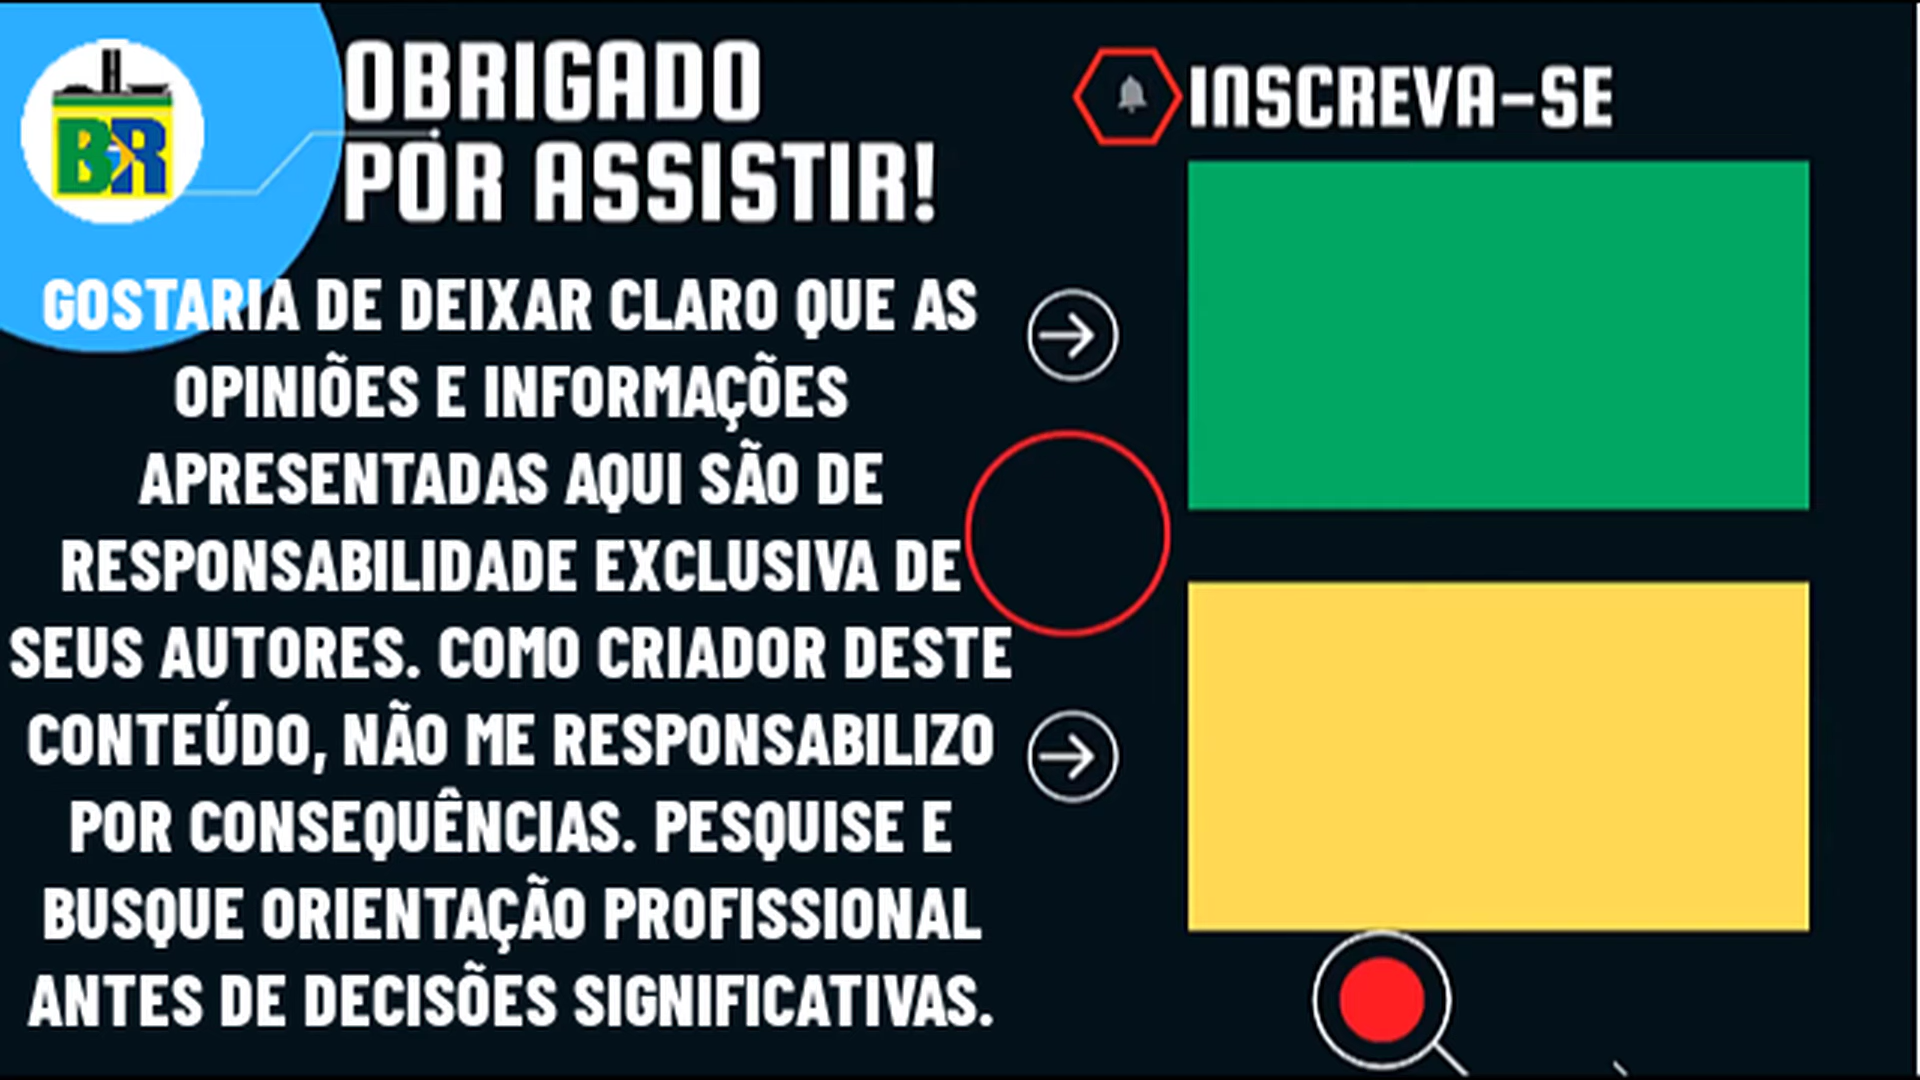 BR
OBRIGADO
POR ASSISTIR!
GOSTARIA DE DEIXAR CLARO QUE AS
OPINIÕES E INFORMAÇÕES
APRESENTADAS AQUI SÃO DE
RESPONSABILIDADE EXCLUSIVA DE
SEUS AUTORES. COMO CRIADOR DESTE
CONTEÚDO, NÃO ME RESPONSABILIZO
POR CONSEQUÊNCIAS. PESQUISE E
BUSQUE ORIENTAÇÃO PROFISSIONAL
ANTES DE DECISÕES SIGNIFICATIVAS.
INSCREVA-SE